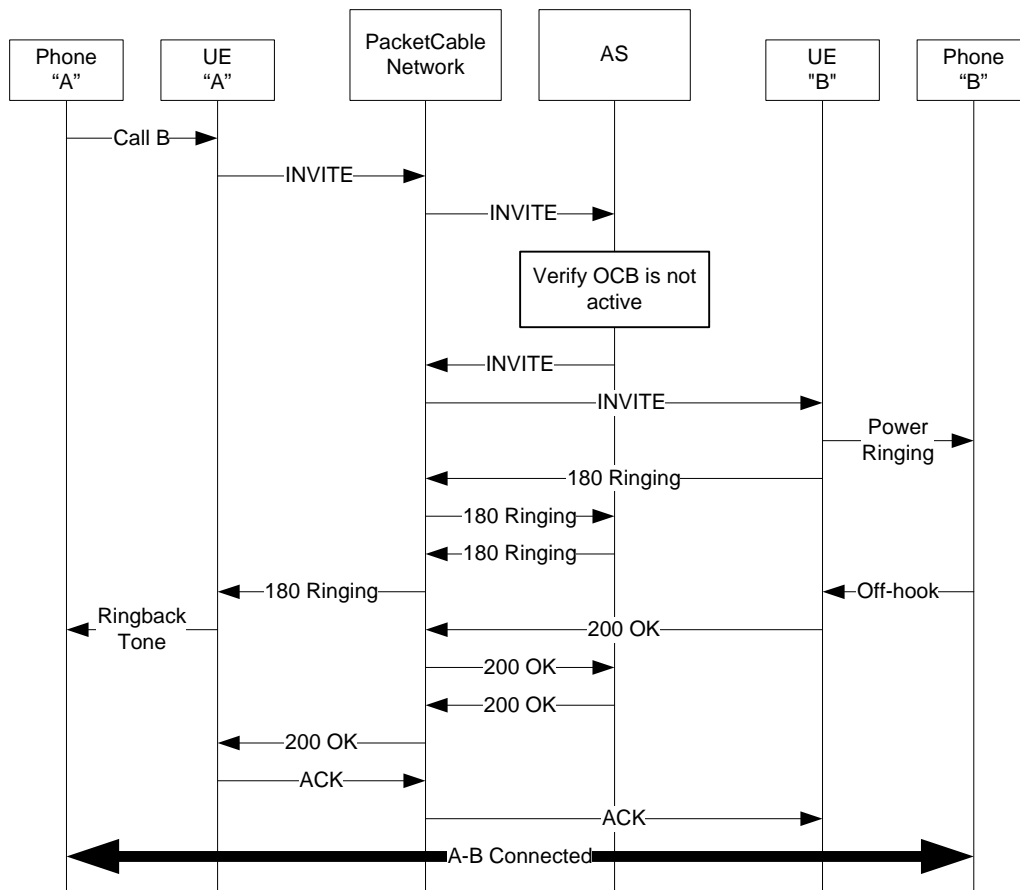 Phone
“A”
UE
“A”
PacketCable
Network
AS
UE
"B"
Phone
“B”
Call B
INVITE
INVITE
Verify OCB is not
active
INVITE
INVITE
Power
Ringing
180 Ringing
180 Ringing
180 Ringing
180 Ringing
Off-hook
Ringback
Tone
200 OK
200 OK
200 OK
200 OK
ACK
ACK
A-B Connected